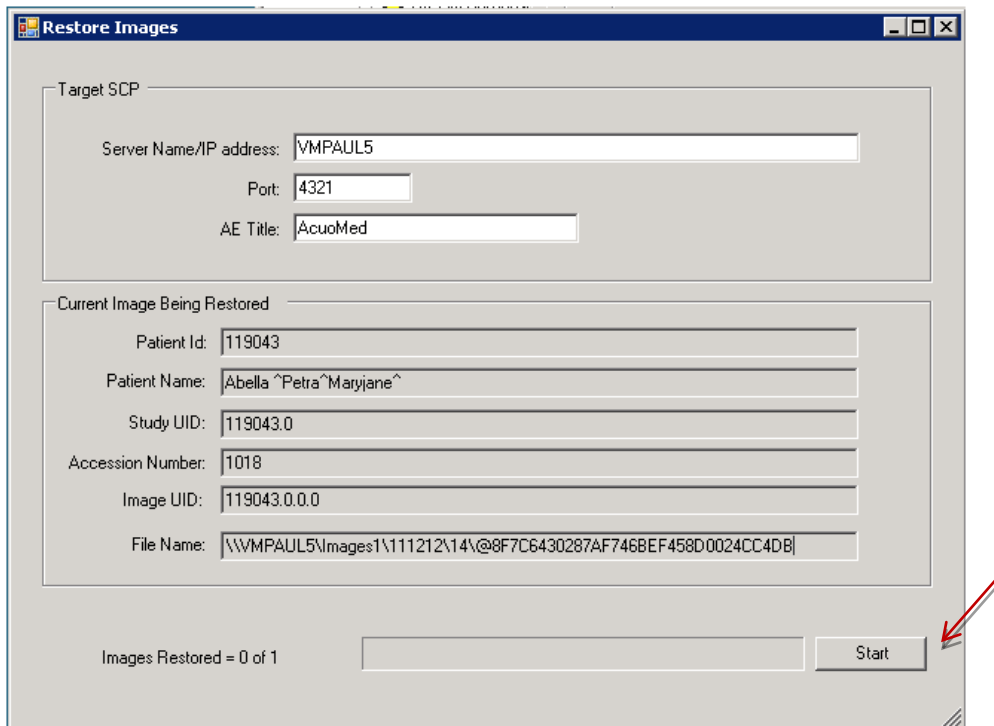 Restore Images
Target SCP
Server Name/IP address: VMPAUL5
Port: 4321
AE Title: AcuoMed
Current Image Being Restored
Patient Id: 119043
Patient Name: Abella ^Petra^Maryjane^
Study UID: 119043.0
Accession Number: 1018
Image UID: 119043.0.0.0
File Name: \\VMPAUL5\Images1\111212\14\@8F7C6430287AF746BEF458D0024CC4DB
Images Restored = 0 of 1
Start